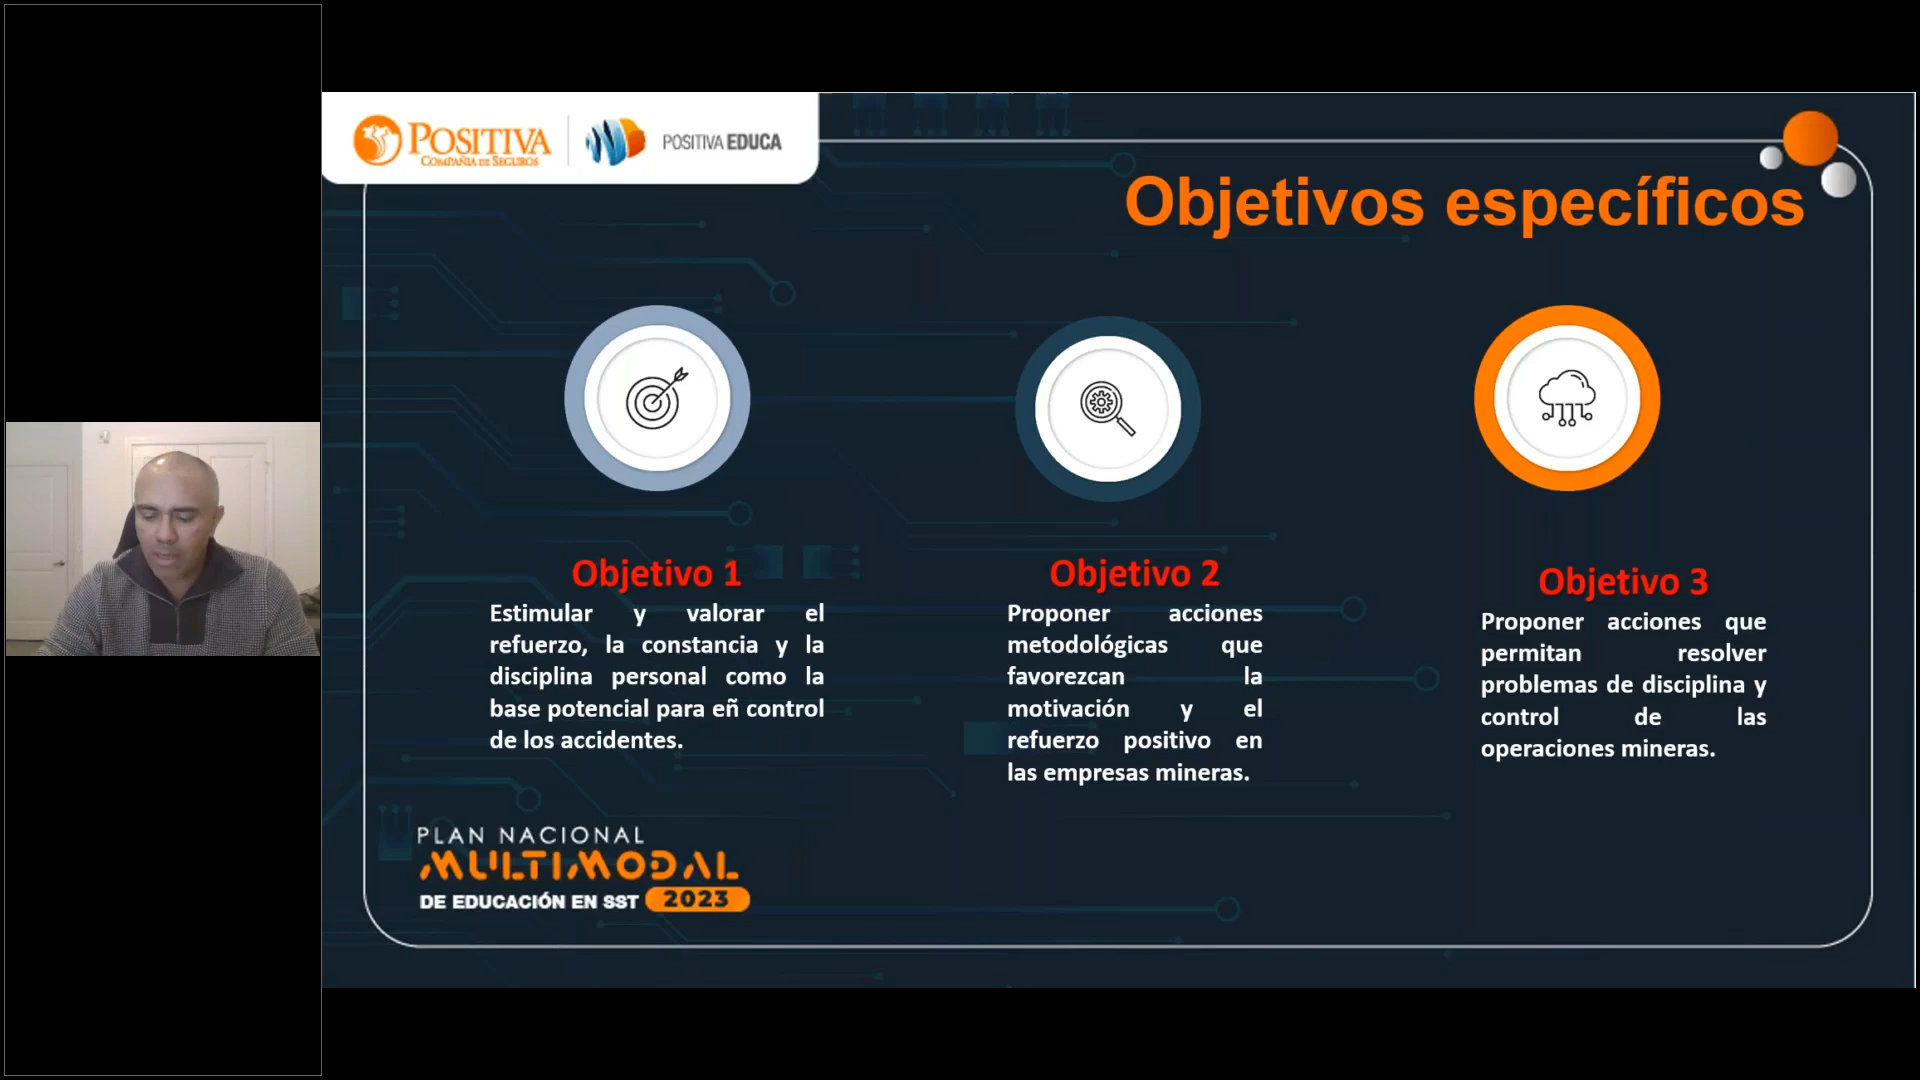 POSITIVA
COMPAÑIA DE SEGUROS
POSITIVA EDUCA
Objetivos específicos
Objetivo 1
Estimular y valorar el
refuerzo, la constancia y la
disciplina personal como la
base potencial para eñ control
de los accidentes.
Objetivo 2
Proponer acciones
metodológicas que
favorezcan la
motivación y el
refuerzo positivo en
las empresas mineras.
Objetivo 3
Proponer acciones que
permitan resolver
problemas de disciplina y
control de las
operaciones mineras.
PLAN NACIONAL
MULTIMODAL
DE EDUCACIÓN EN SST 2023